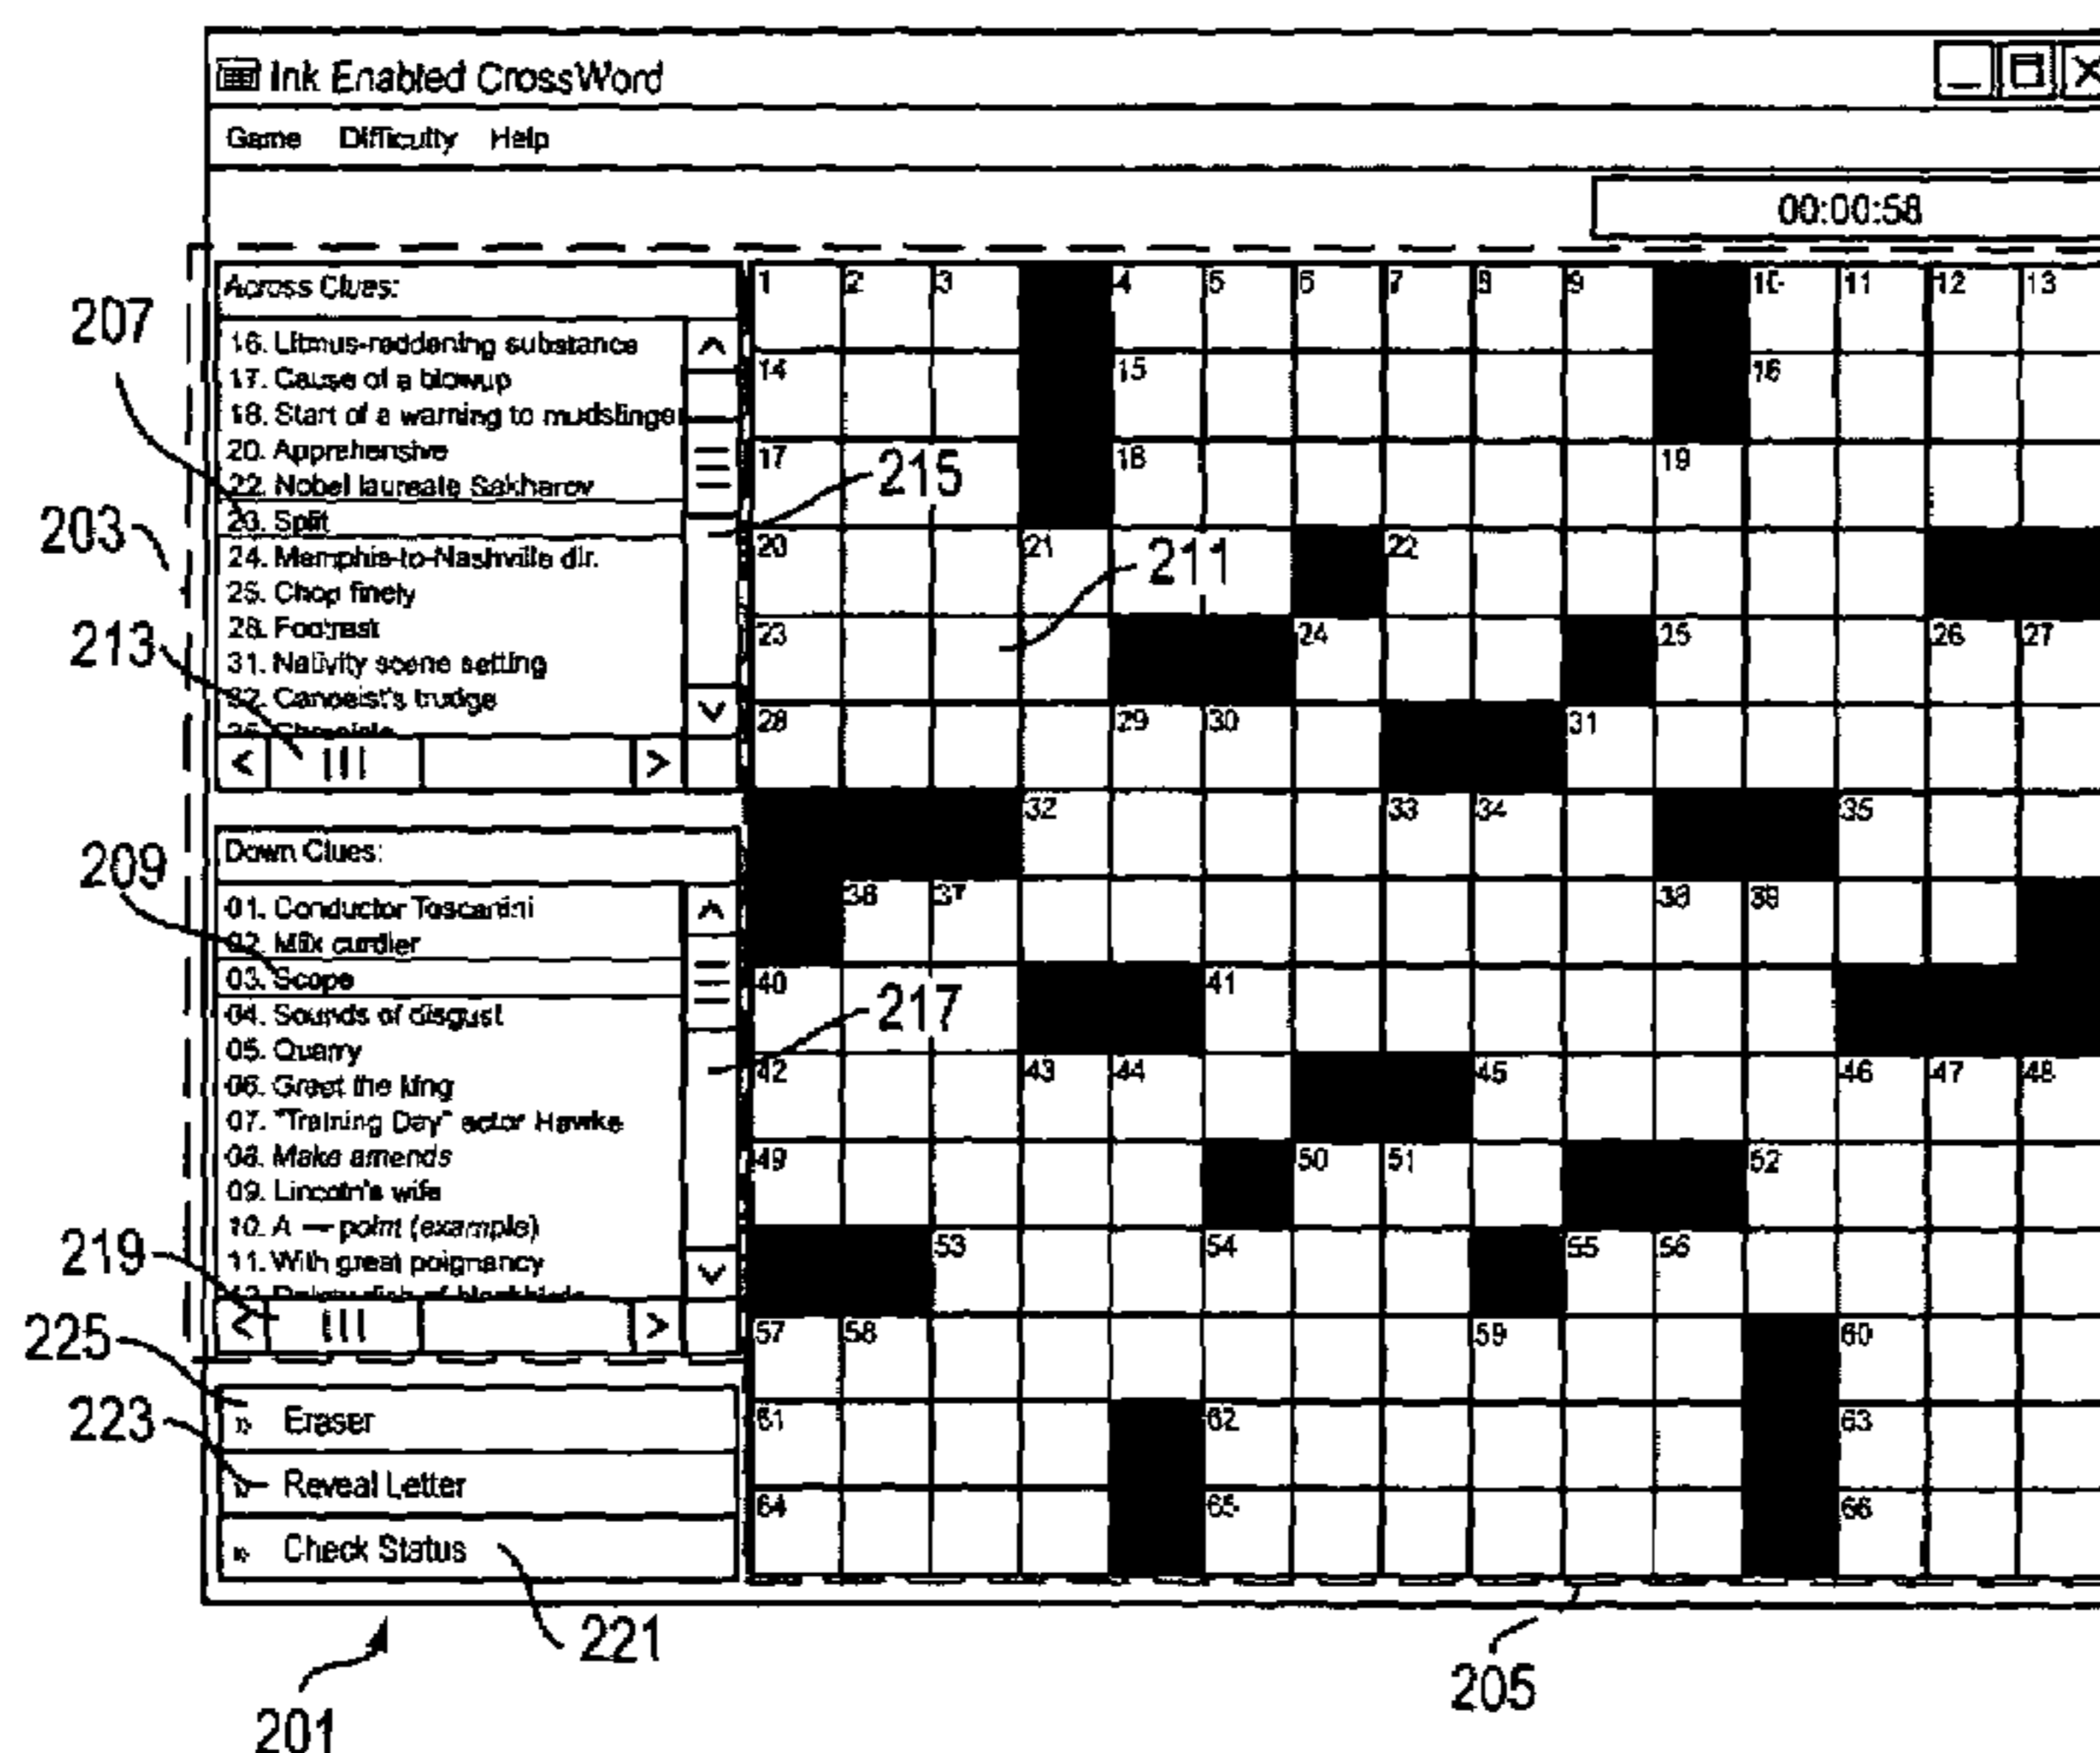 Ink Enabled CrossWord
Game Difficulty Help
00:00:58
Across Clues:
16. Litmus-reddening substance
17. Cause of a blowup
18. Start of a warning to mudslinger
20. Apprehensive
22. Nobel laureate Sakharov
23. Split
24. Memphis-to-Nashville dir.
25. Chop finely
28. Footrest
31. Nativity scene setting
32. Canoeist's trudge
Down Clues:
01. Conductor Toscanini
02. Milk curdler
03. Scope
04. Sounds of disgust
05. Quarry
06. Greet the king
07. "Training Day" actor Hawke
08. Make amends
09. Lincoln's wife
10. A — point (example)
11. With great poignancy
Eraser
Reveal Letter
Check Status
1 2 3 4 5 6 7 8 9 10 11 12 13
14 15 16
17 18 19
20 21 22
23 24 25 26 27
28 29 30 31
32 33 34 35
36 37 38 39
40 41
42 43 44 45 46 47 48
49 50 51 52
53 54 55 56
57 58 59 60
61 62 63
64 65 66
207
203
213
209
219
225
223
215
211
217
221
201
205